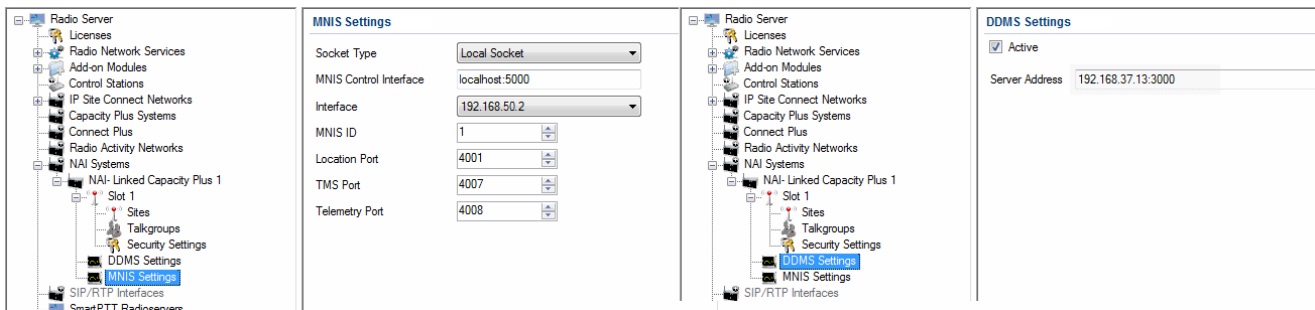 Radio Server
Licenses
Radio Network Services
Add-on Modules
Control Stations
IP Site Connect Networks
Capacity Plus Systems
Connect Plus
Radio Activity Networks
NAI Systems
NAI- Linked Capacity Plus 1
Slot 1
Sites
Talkgroups
Security Settings
DDMS Settings
MNIS Settings
SIP/RTP Interfaces
SmartPTT Radioservers
MNIS Settings
Socket Type Local Socket
MNIS Control Interface localhost:5000
Interface 192.168.50.2
MNIS ID 1
Location Port 4001
TMS Port 4007
Telemetry Port 4008
Radio Server
Licenses
Radio Network Services
Add-on Modules
Control Stations
IP Site Connect Networks
Capacity Plus Systems
Connect Plus
Radio Activity Networks
NAI Systems
NAI- Linked Capacity Plus 1
Slot 1
Sites
Talkgroups
Security Settings
DDMS Settings
MNIS Settings
SIP/RTP Interfaces
DDMS Settings
Active
Server Address 192.168.37.13:3000